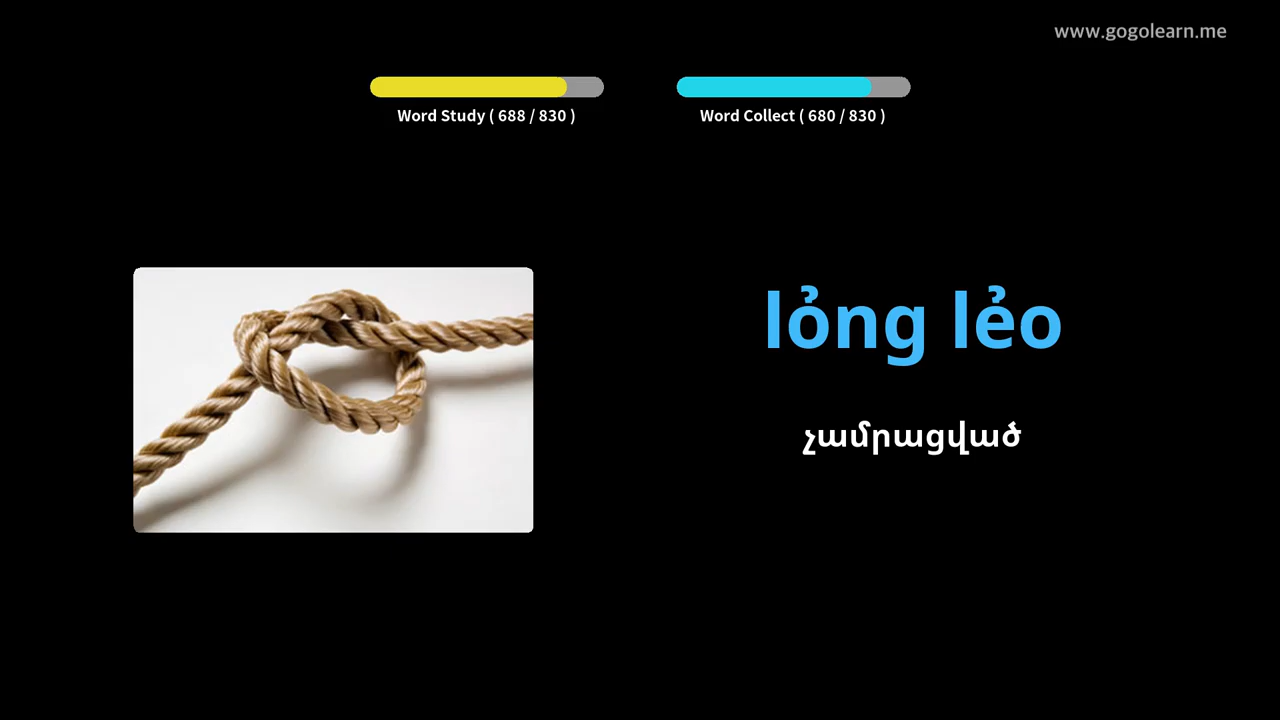 www.gogolearn.me
Word Study ( 688 / 830 )
Word Collect ( 680 / 830 )
lỏng lẻo
չամրացված